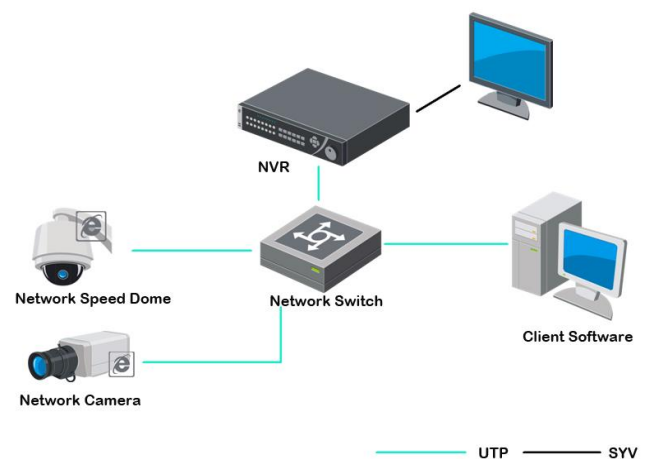 NVR
Network Speed Dome
Network Switch
Client Software
Network Camera
UTP
SYV